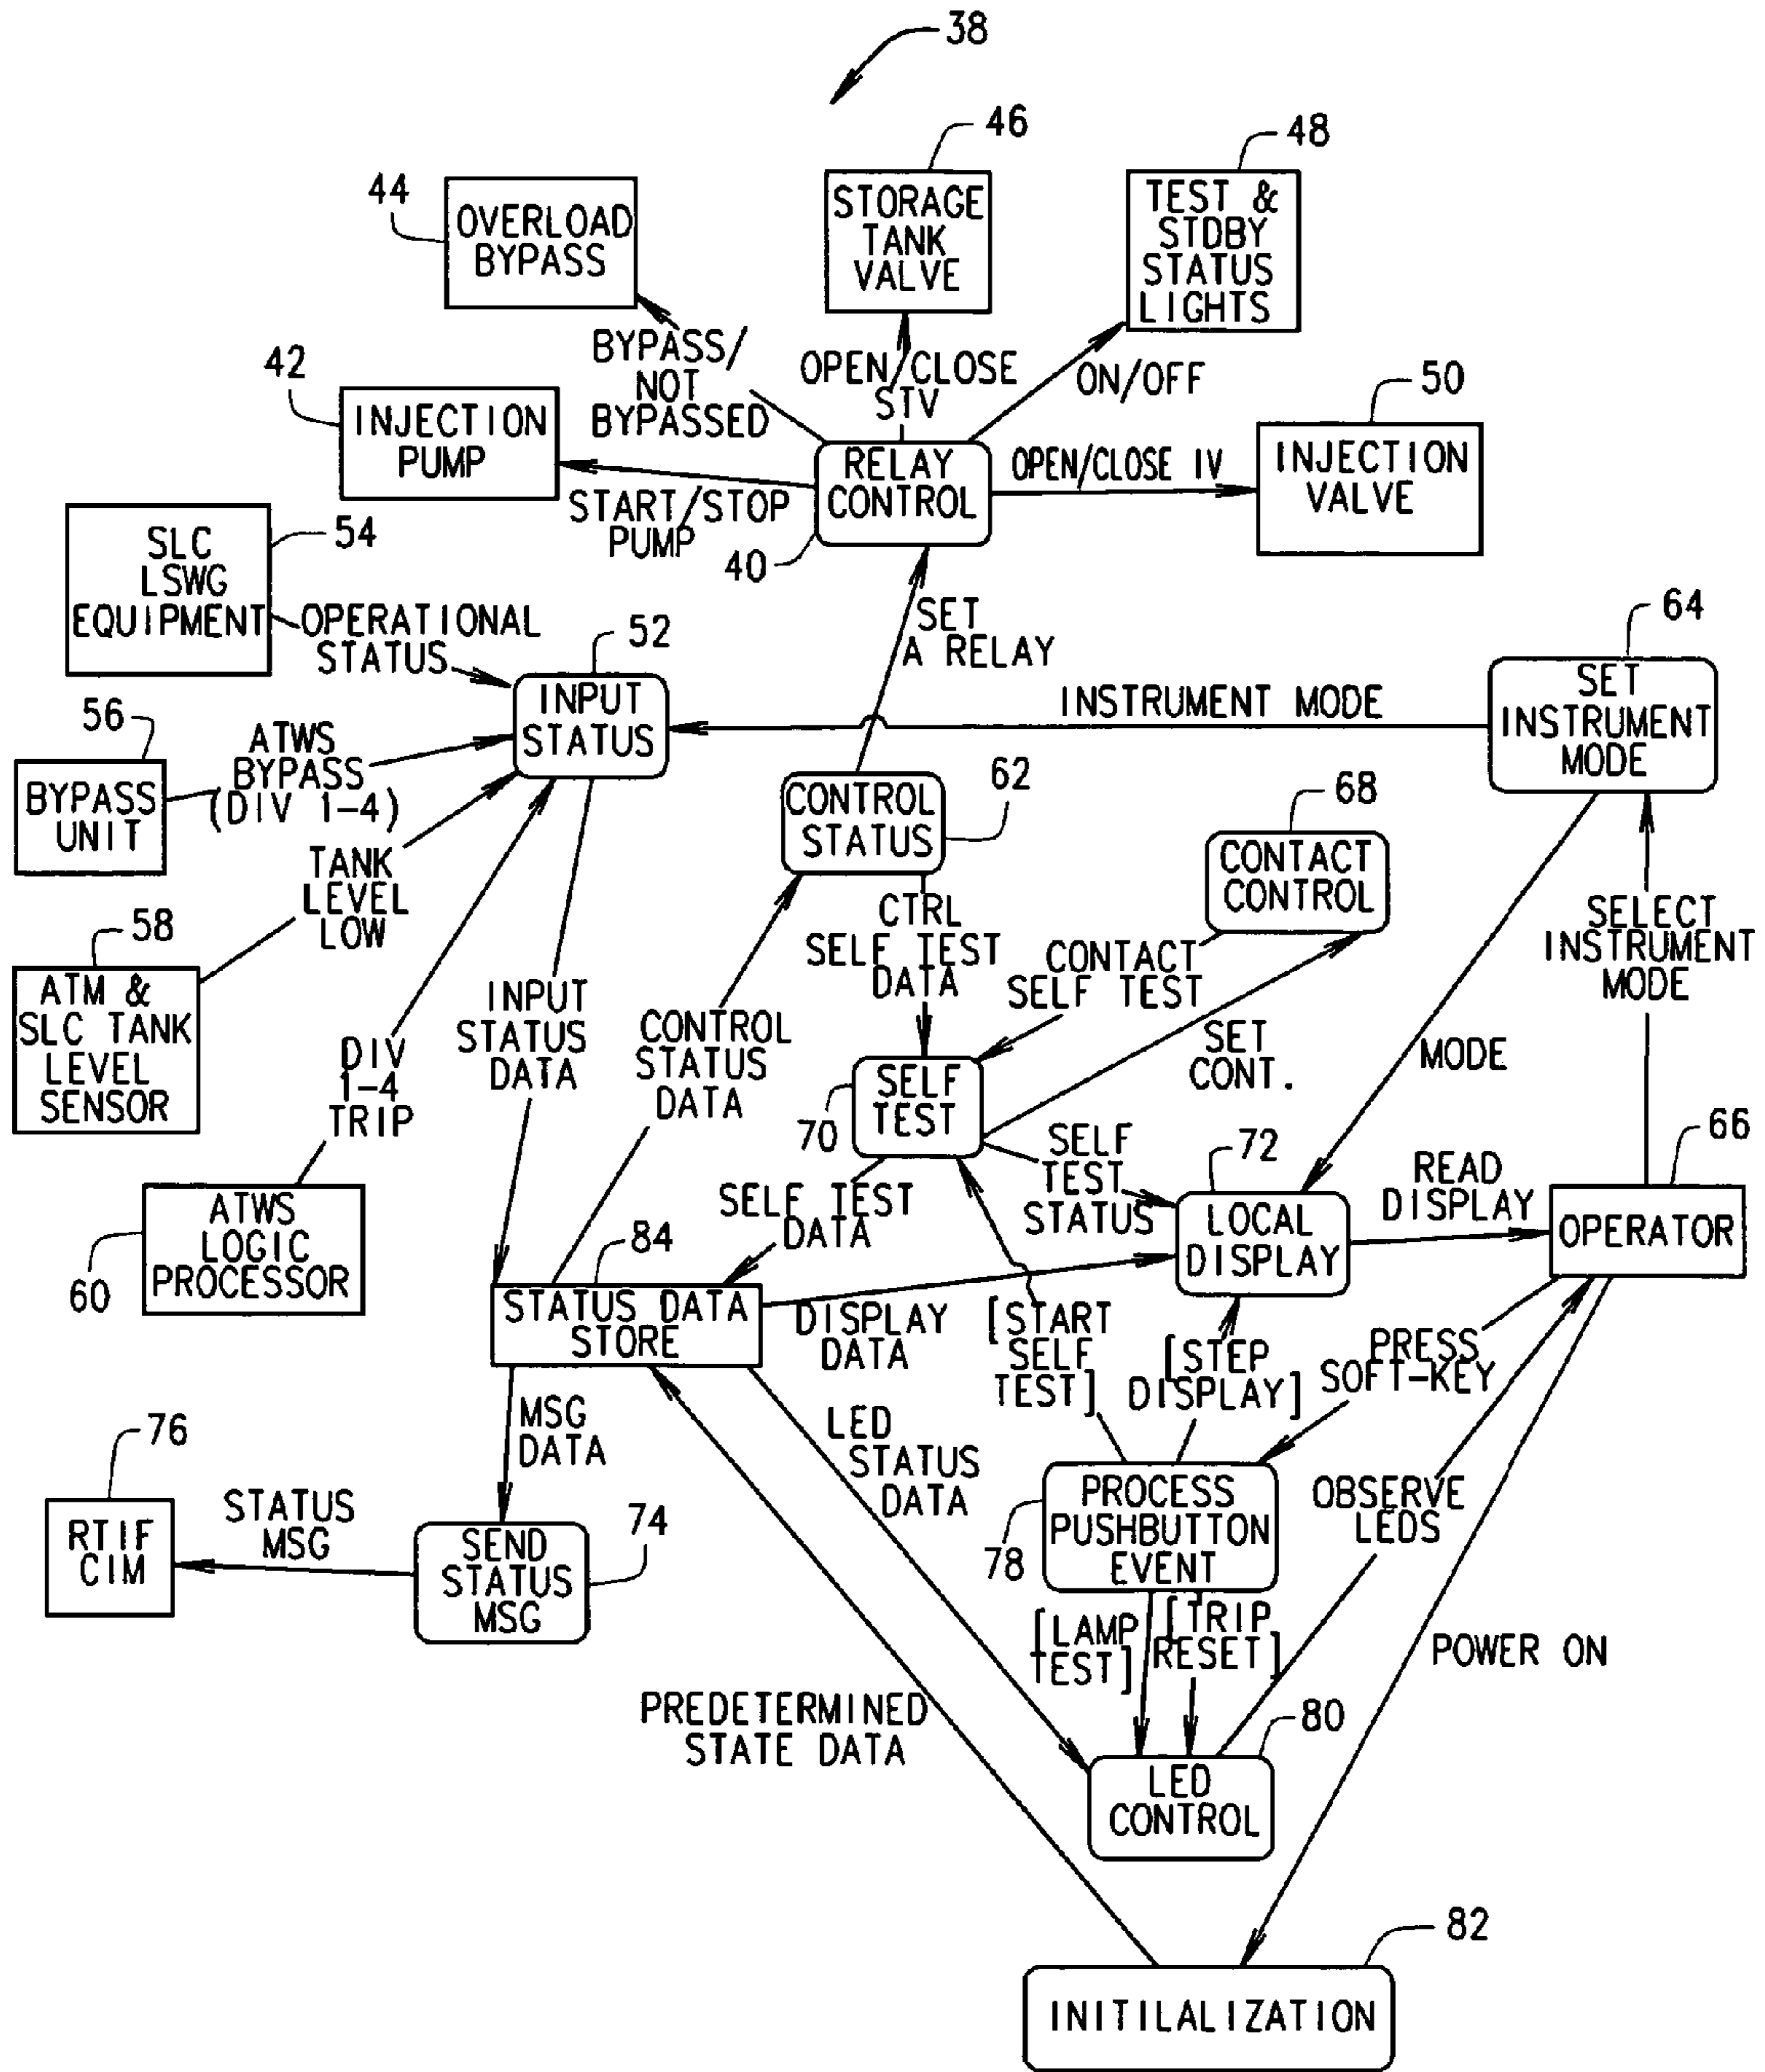 38
46
48
44
OVERLOAD
BYPASS
STORAGE
TANK
VALVE
TEST &
STDBY
STATUS
LIGHTS
BYPASS/
NOT
BYPASSED
OPEN/CLOSE
STV
ON/OFF
42
INJECTION
PUMP
START/STOP
PUMP
RELAY
CONTROL
40
OPEN/CLOSE IV
50
INJECTION
VALVE
SLC
LSWG
EQUIPMENT
54
OPERATIONAL
STATUS
52
INPUT
STATUS
SET
A RELAY
64
SET
INSTRUMENT
MODE
INSTRUMENT MODE
56
BYPASS
UNIT
ATWS
BYPASS
(DIV 1-4)
CONTROL
STATUS
62
68
CONTACT
CONTROL
TANK
LEVEL
LOW
58
ATM &
SLC TANK
LEVEL
SENSOR
CTRL
SELF TEST
DATA
CONTACT
SELF TEST
SELECT
INSTRUMENT
MODE
DIV
1-4
TRIP
INPUT
STATUS
DATA
CONTROL
STATUS
DATA
SET
CONT.
MODE
SELF
TEST
70
60
ATWS
LOGIC
PROCESSOR
SELF TEST
DATA
SELF
TEST
STATUS
72
LOCAL
DISPLAY
READ
DISPLAY
66
OPERATOR
84
STATUS DATA
STORE
DISPLAY
DATA
[START
SELF
TEST]
[STEP
DISPLAY]
PRESS
SOFT-KEY
MSG
DATA
LED
STATUS
DATA
76
RTIF
CIM
STATUS
MSG
SEND
STATUS
MSG
74
PROCESS
PUSHBUTTON
EVENT
78
OBSERVE
LEDS
[LAMP
TEST]
[TRIP
RESET]
POWER ON
PREDETERMINED
STATE DATA
80
LED
CONTROL
82
INITILALIZATION